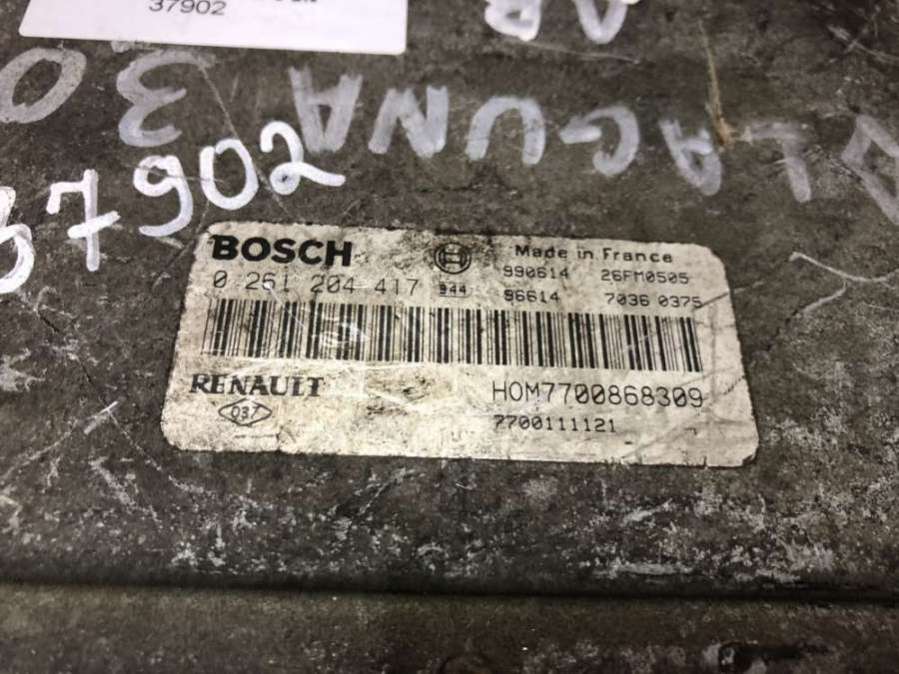 37902
LAGUNA
3.0
37902
BOSCH
Made in France
0 261 204 417
944
990614 26FM0505
96614 7036 0375
RENAULT
HOM7700868309
037
7700111121